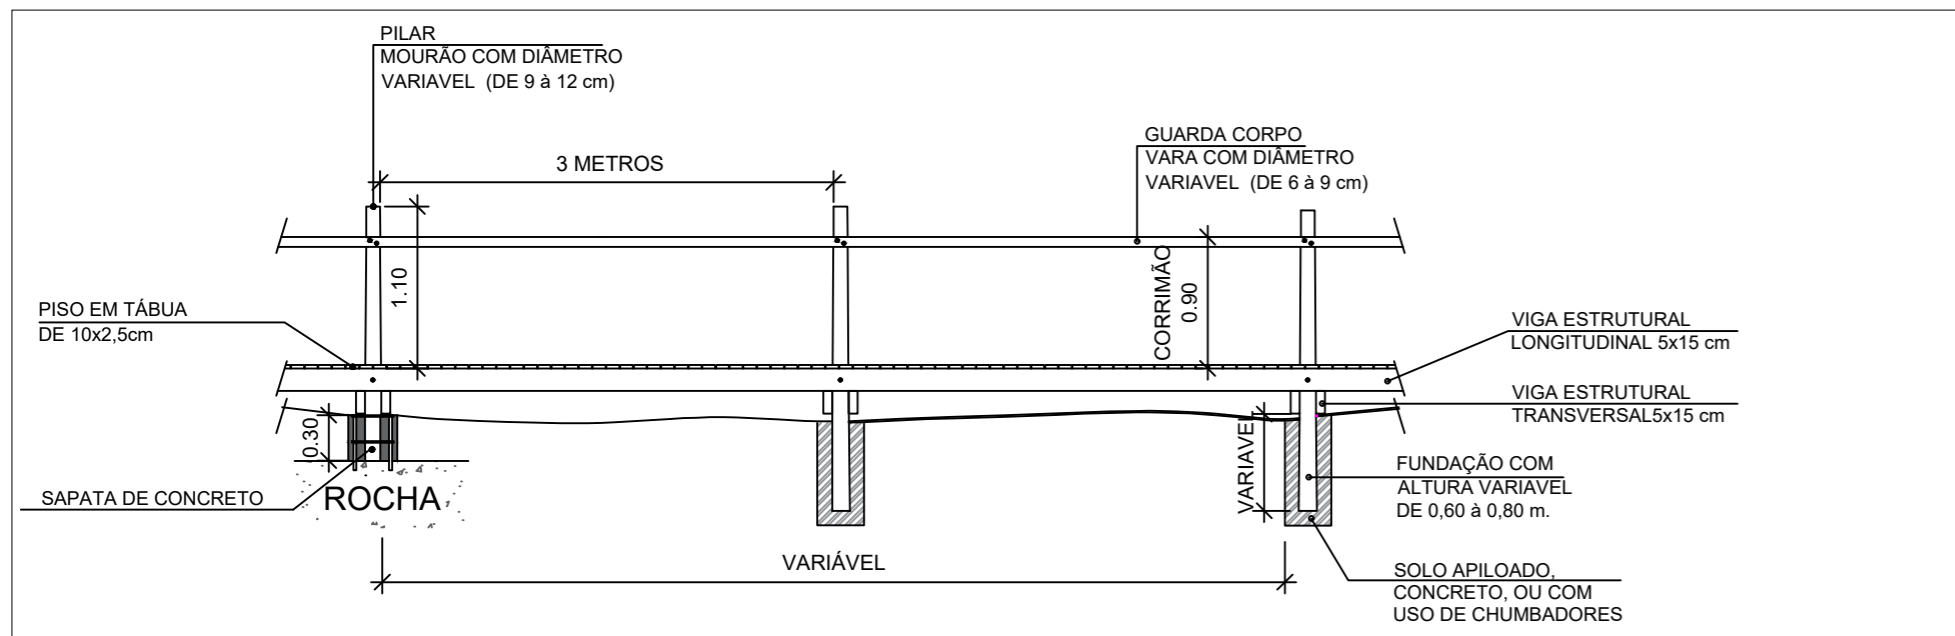 PILAR
MOURÃO COM DIÂMETRO
VARIAVEL (DE 9 à 12 cm)
GUARDA CORPO
VARA COM DIÂMETRO
VARIAVEL (DE 6 à 9 cm)
3 METROS
1.10
CORRIMÃO
0.90
PISO EM TÁBUA
DE 10x2,5cm
VIGA ESTRUTURAL
LONGITUDINAL 5x15 cm
VIGA ESTRUTURAL
TRANSVERSAL5x15 cm
0.30
VARIAVEL
FUNDAÇÃO COM
ALTURA VARIAVEL
DE 0,60 à 0,80 m.
SAPATA DE CONCRETO
ROCHA
VARIÁVEL
SOLO APILOADO,
CONCRETO, OU COM
USO DE CHUMBADORES